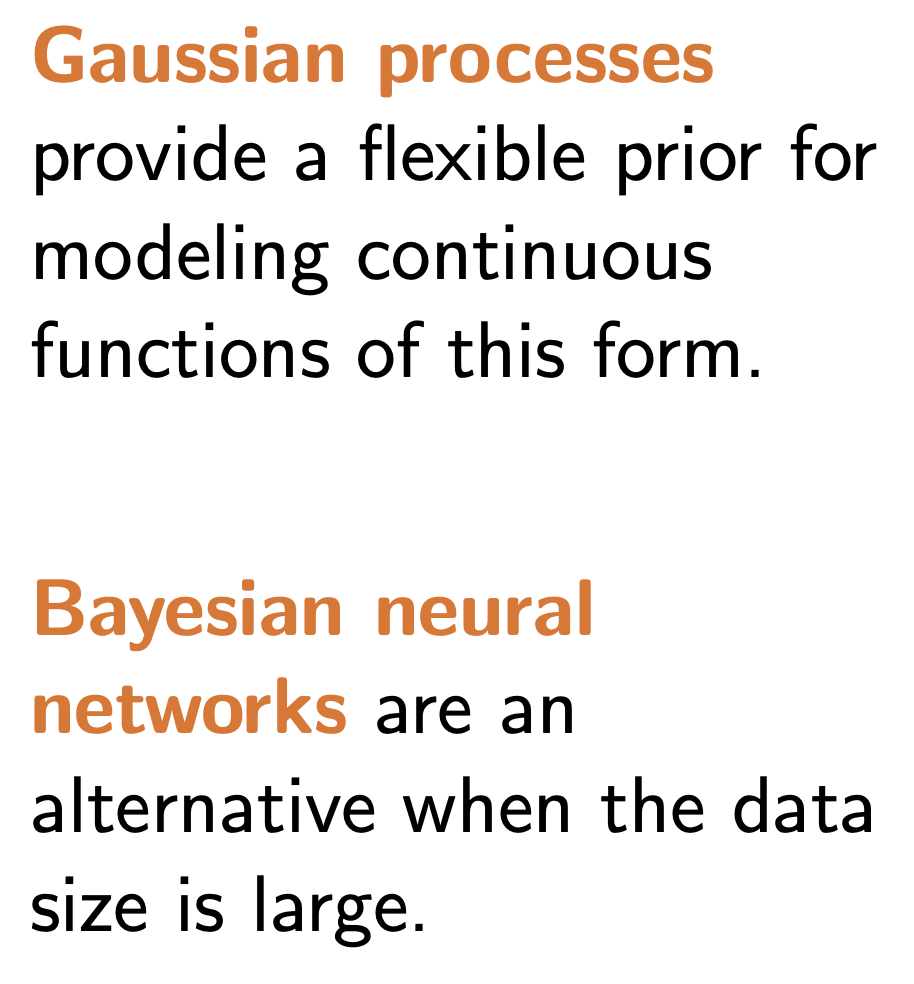 Gaussian processes
provide a flexible prior for
modeling continuous
functions of this form.
Bayesian neural
networks are an
alternative when the data
size is large.